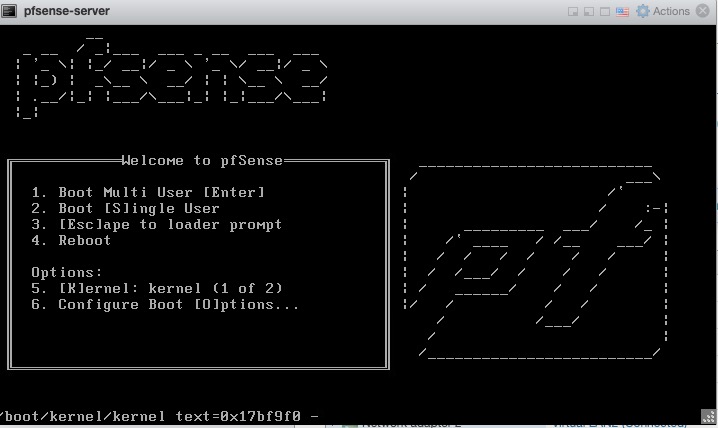 pfsense-server
Actions
pfsense
Welcome to pfSense
1. Boot Multi User [Enter]
2. Boot [S]ingle User
3. [Esc]ape to loader prompt
4. Reboot
Options:
5. [K]ernel: kernel (1 of 2)
6. Configure Boot [O]ptions...
pf
/boot/kernel/kernel text=0x17bf9f0 -